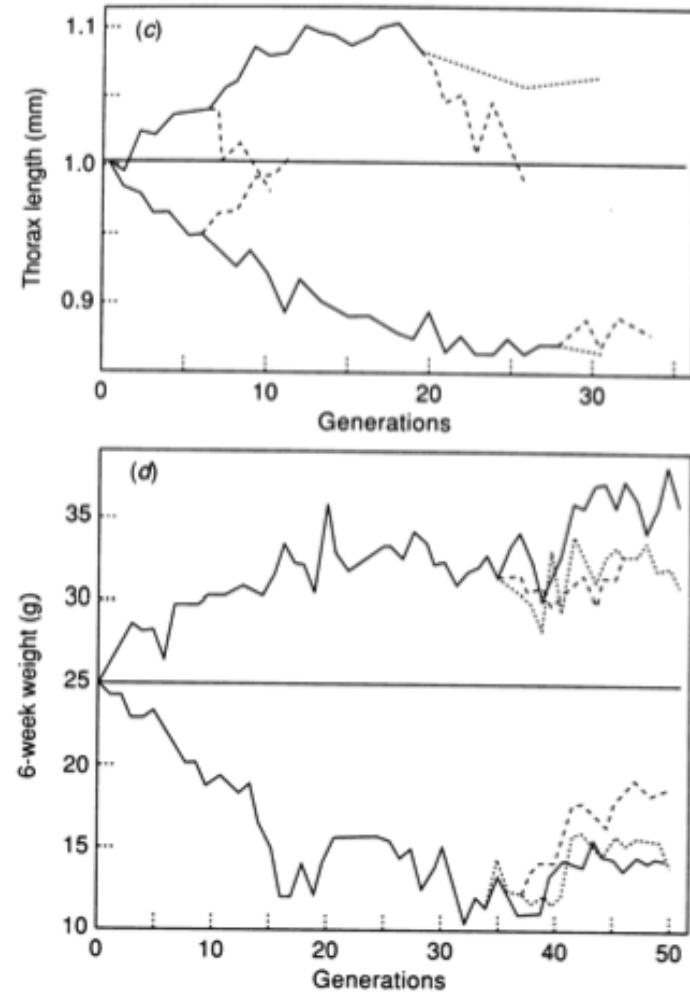 (c)
1.1
1.0
0.9
Thorax length (mm)
0 10 20 30
Generations
(d)
35
30
25
20
15
10
6-week weight (g)
0 10 20 30 40 50
Generations